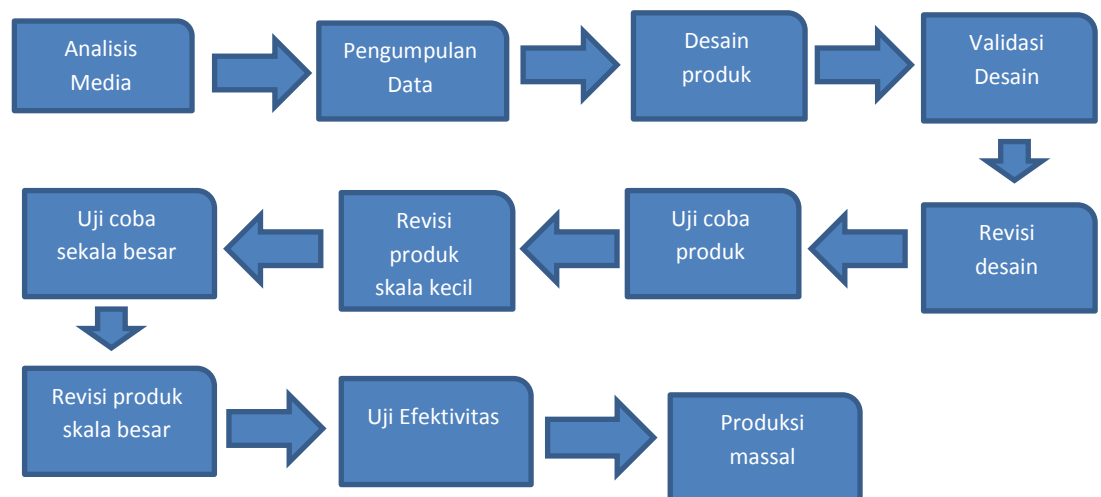 Analisis
Media
Pengumpulan
Data
Desain
produk
Validasi
Desain
Revisi
desain
Uji coba
produk
Revisi
produk
skala kecil
Uji coba
sekala besar
Revisi produk
skala besar
Uji Efektivitas
Produksi
massal